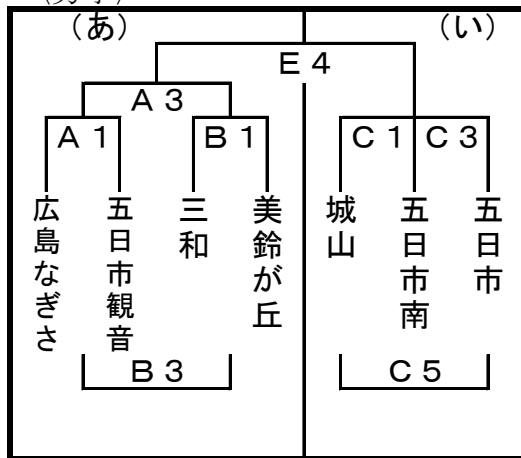 （あ）
（い）
Ｅ４
Ａ３
Ａ１
Ｂ１
Ｃ１
Ｃ３
広島なぎさ
五日市観音
三和
美鈴が丘
城山
五日市南
五日市
Ｂ３
Ｃ５